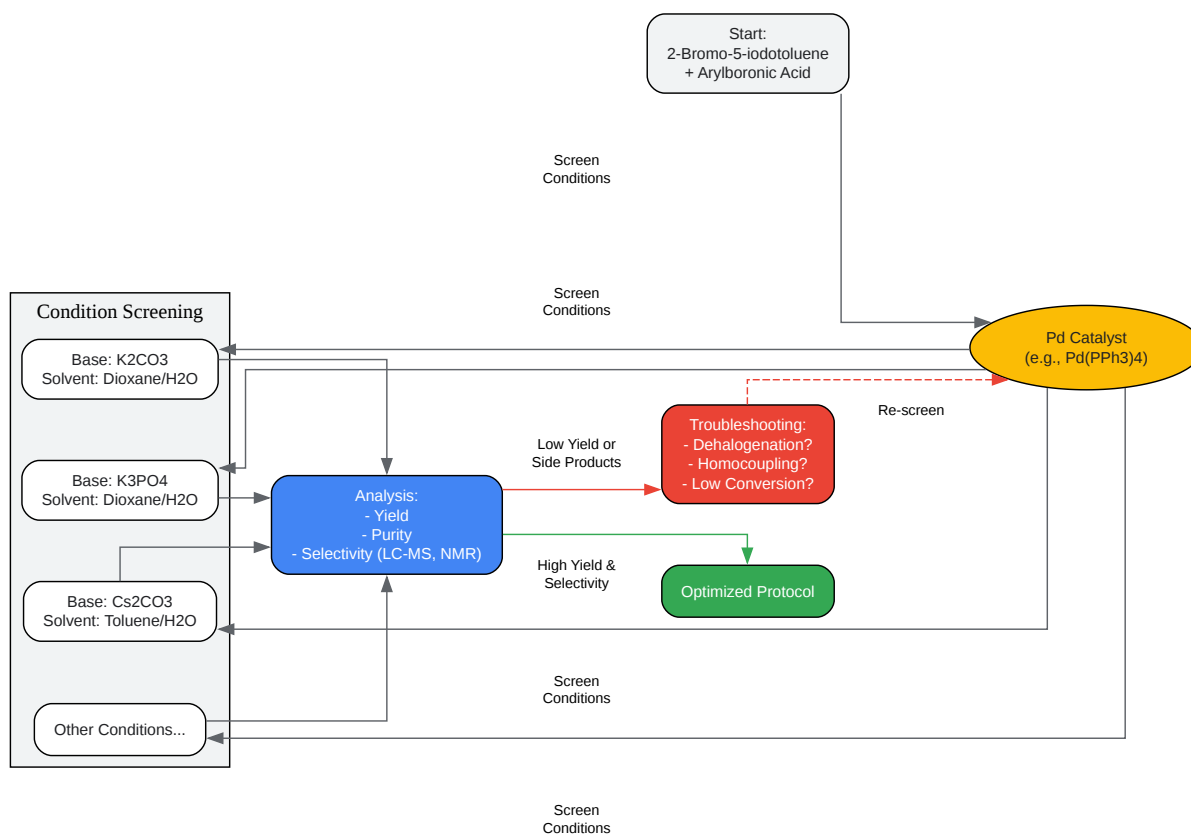 Start:
2-Bromo-5-iodotoluene
+ Arylboronic Acid
Screen
Conditions
Screen
Conditions
Condition Screening
Base: K2CO3
Solvent: Dioxane/H2O
Pd Catalyst
(e.g., Pd(PPh3)4)
Re-screen
Troubleshooting:
- Dehalogenation?
- Homocoupling?
- Low Conversion?
Low Yield or
Side Products
Base: K3PO4
Solvent: Dioxane/H2O
Analysis:
- Yield
- Purity
- Selectivity (LC-MS, NMR)
High Yield &
Selectivity
Optimized Protocol
Base: Cs2CO3
Solvent: Toluene/H2O
Screen
Conditions
Other Conditions...
Screen
Conditions